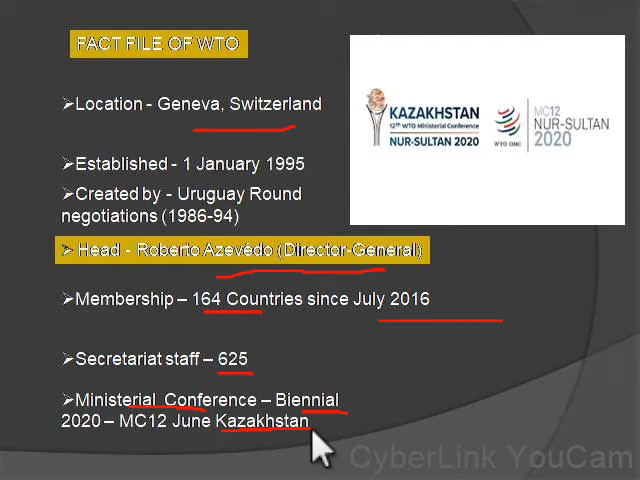 FACT FILE OF WTO
➢Location - Geneva, Switzerland
➢Established - 1 January 1995
➢Created by - Uruguay Round
negotiations (1986-94)
➢ Head - Roberto Azevêdo (Director-General)
➢Membership – 164 Countries since July 2016
➢Secretariat staff – 625
➢Ministerial Conference – Biennial
2020 – MC12 June Kazakhstan
KAZAKHSTAN
12th WTO Ministerial Conference
NUR-SULTAN 2020
WTO OMC
MC12
NUR-SULTAN
2020
CyberLink YouCam